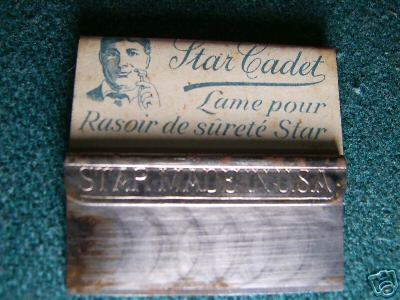 Star Cadet
Lame pour
Rasoir de sûreté Star
STAR MADE IN U.S.A.